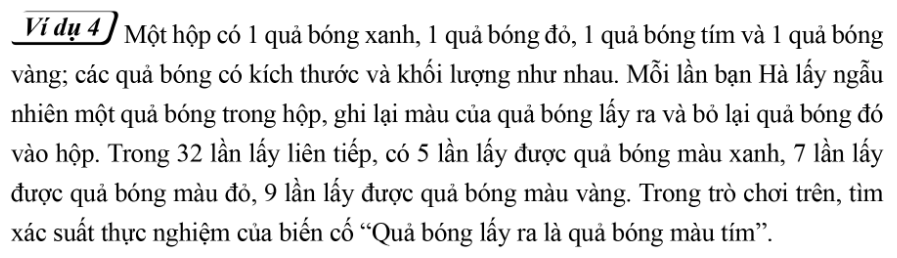 Ví dụ 4 Một hộp có 1 quả bóng xanh, 1 quả bóng đỏ, 1 quả bóng tím và 1 quả bóng
vàng; các quả bóng có kích thước và khối lượng như nhau. Mỗi lần bạn Hà lấy ngẫu
nhiên một quả bóng trong hộp, ghi lại màu của quả bóng lấy ra và bỏ lại quả bóng đó
vào hộp. Trong 32 lần lấy liên tiếp, có 5 lần lấy được quả bóng màu xanh, 7 lần lấy
được quả bóng màu đỏ, 9 lần lấy được quả bóng màu vàng. Trong trò chơi trên, tìm
xác suất thực nghiệm của biến cố “Quả bóng lấy ra là quả bóng màu tím”.